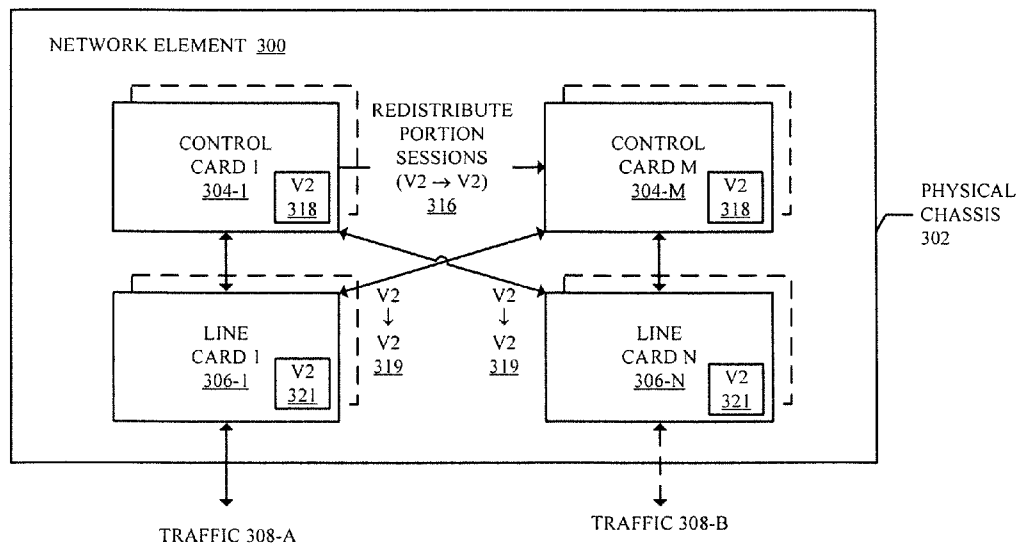 NETWORK ELEMENT 300
CONTROL
CARD 1
304-1
V2
318
REDISTRIBUTE
PORTION
SESSIONS
(V2 → V2)
316
CONTROL
CARD M
304-M
V2
318
PHYSICAL
CHASSIS
302
LINE
CARD 1
306-1
V2
321
V2
↓
V2
319
V2
↓
V2
319
LINE
CARD N
306-N
V2
321
TRAFFIC 308-A
TRAFFIC 308-B